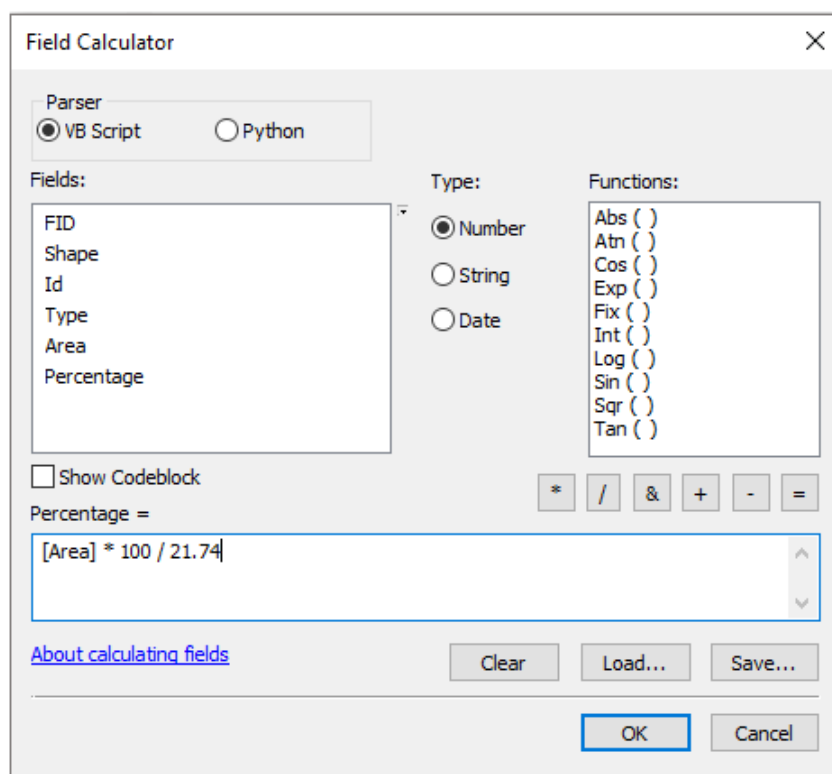 Field Calculator
Parser
VB Script
Python
Fields:
FID
Shape
Id
Type
Area
Percentage
Type:
Number
String
Date
Functions:
Abs ( )
Atn ( )
Cos ( )
Exp ( )
Fix ( )
Int ( )
Log ( )
Sin ( )
Sqr ( )
Tan ( )
Show Codeblock
* / & + - =
Percentage =
[Area] * 100 / 21.74
About calculating fields
Clear
Load...
Save...
OK
Cancel